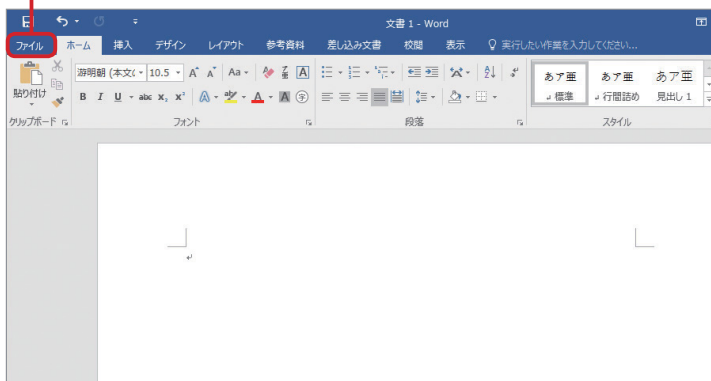 文書 1 - Word
ファイル ホーム 挿入 デザイン レイアウト 参考資料 差し込み文書 校閲 表示 実行したい作業を入力してください...
游明朝 (本文( 10.5 A A Aa A
貼り付け B I U abc x₂ x² A aby A A 字
あア亜 あア亜 あア亜
標準 行間詰め 見出し 1
クリップボード フォント 段落 スタイル